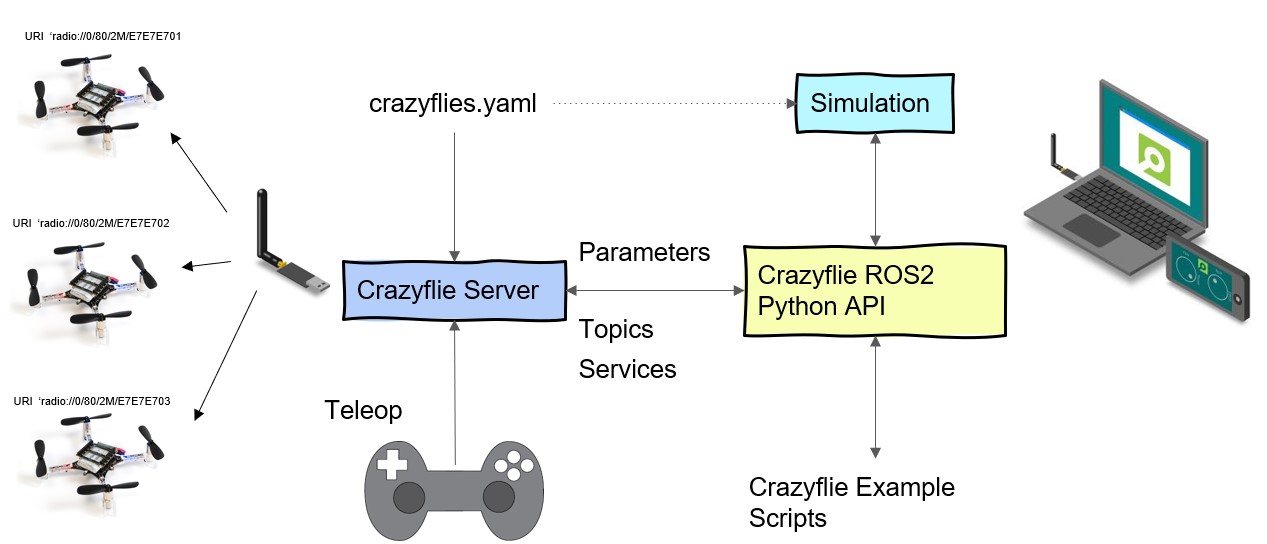 URI ‘radio://0/80/2M/E7E7E701
crazyflies.yaml
Simulation
URI ‘radio://0/80/2M/E7E7E702
Parameters
Crazyflie Server
Crazyflie ROS2
Python API
Topics
Services
URI ‘radio://0/80/2M/E7E7E703
Teleop
Crazyflie Example
Scripts